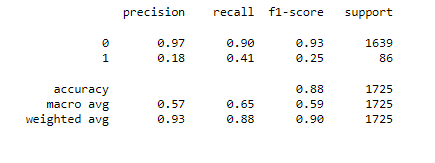 precision recall f1-score support
0 0.97 0.90 0.93 1639
1 0.18 0.41 0.25 86
accuracy 0.88 1725
macro avg 0.57 0.65 0.59 1725
weighted avg 0.93 0.88 0.90 1725